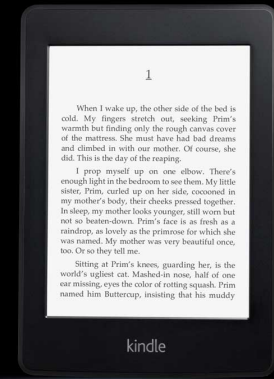 1
When I wake up, the other side of the bed is
cold. My fingers stretch out, seeking Prim's
warmth but finding only the rough canvas cover
of the mattress. She must have had bad dreams
and climbed in with our mother. Of course, she
did. This is the day of the reaping.
I prop myself up on one elbow. There's
enough light in the bedroom to see them. My little
sister, Prim, curled up on her side, cocooned in
my mother's body, their cheeks pressed together.
In sleep, my mother looks younger, still worn but
not so beaten-down. Prim's face is as fresh as a
raindrop, as lovely as the primrose for which she
was named. My mother was very beautiful once,
too. Or so they tell me.
Sitting at Prim's knees, guarding her, is the
world's ugliest cat. Mashed-in nose, half of one
ear missing, eyes the color of rotting squash. Prim
named him Buttercup, insisting that his muddy
kindle